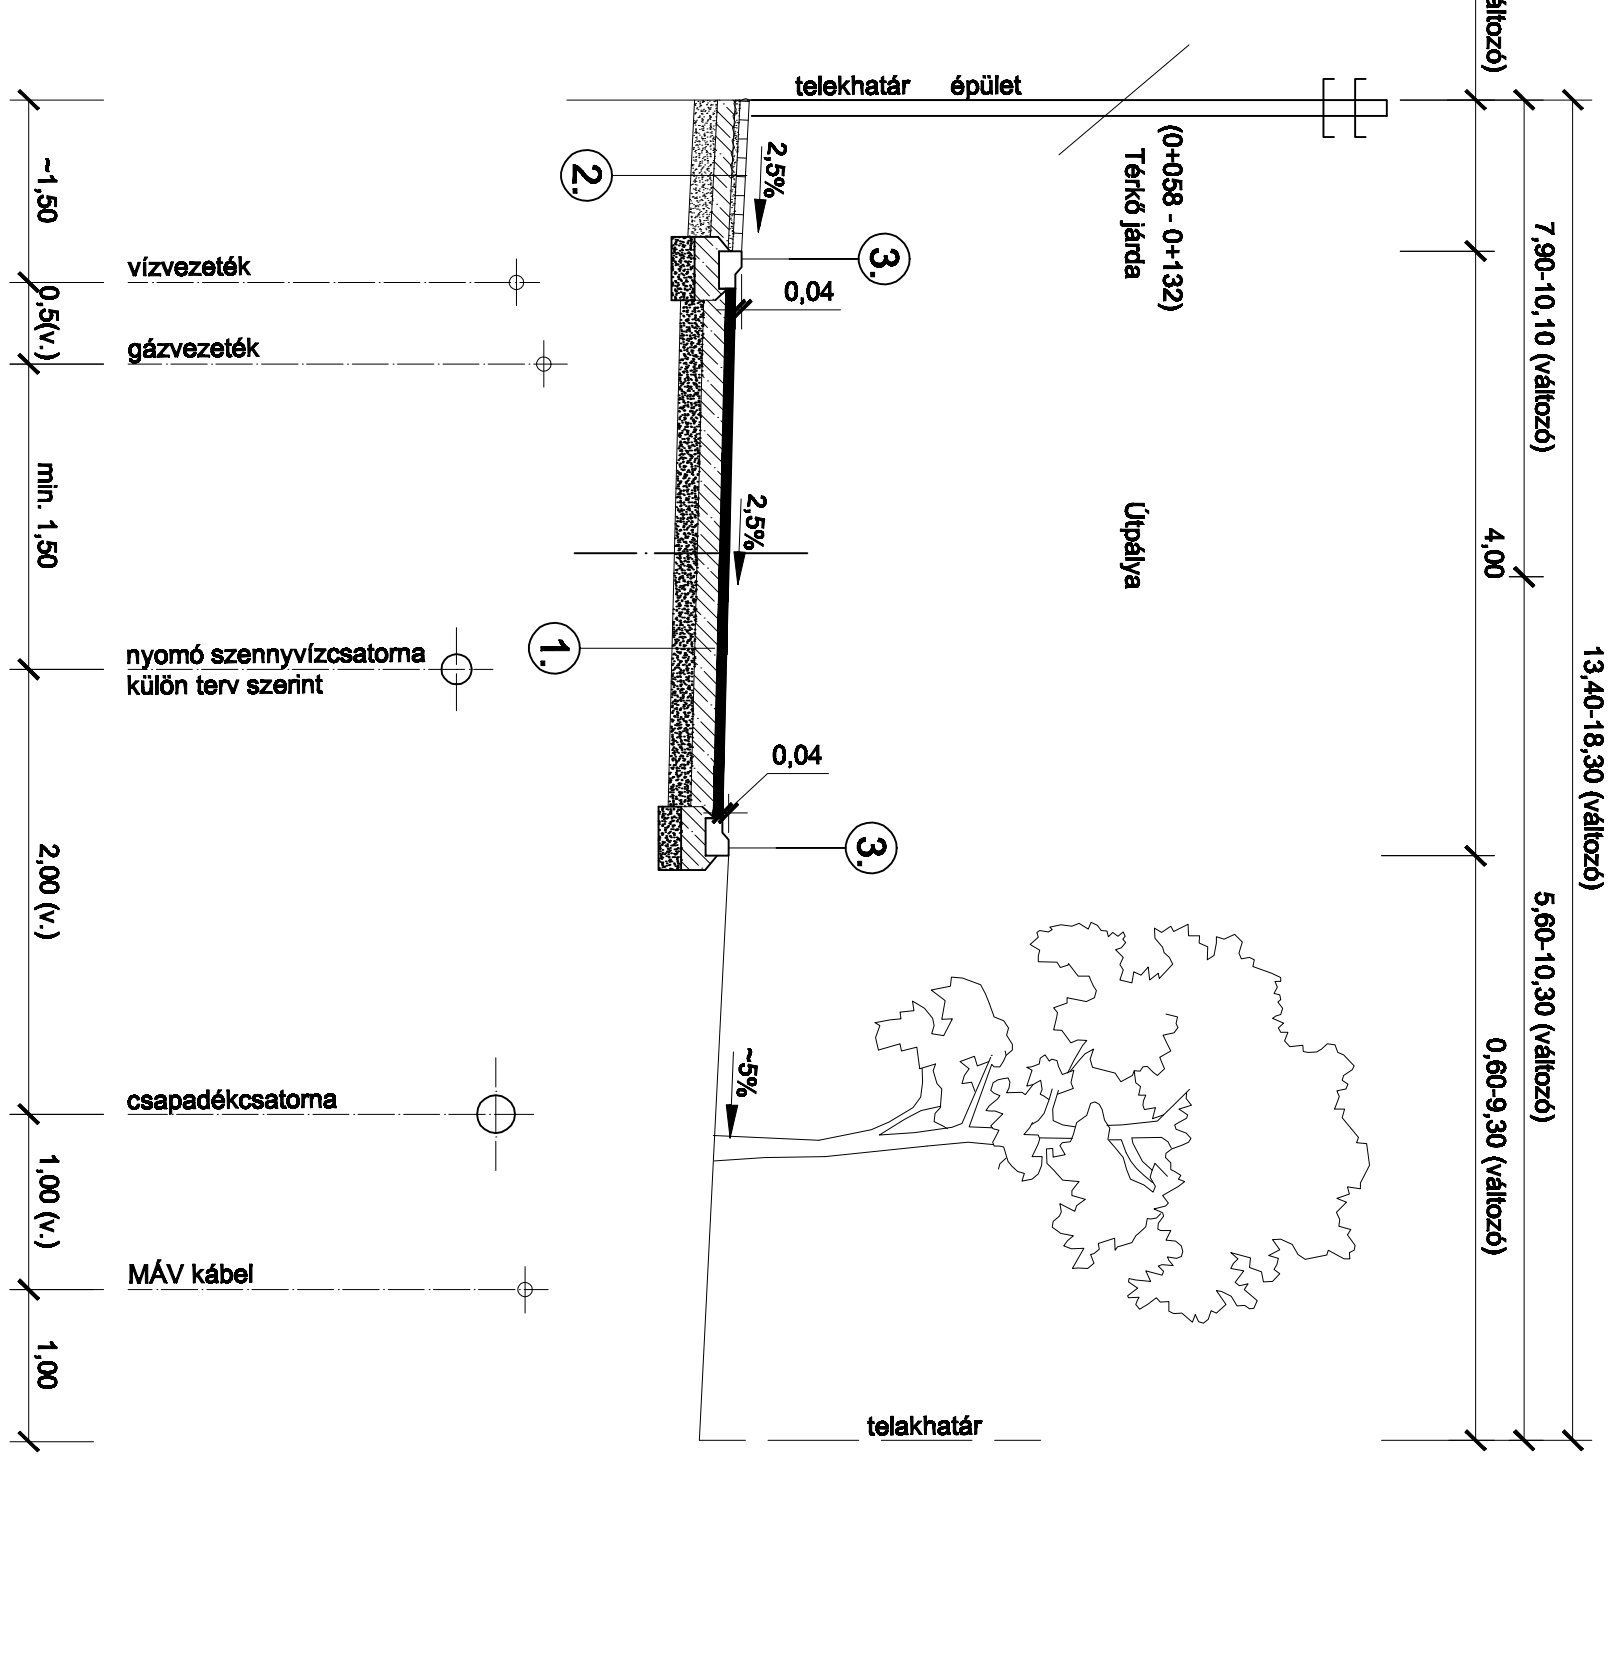 áltozó)
telekhatár épület
2,5%
(0+058 - 0+132)
Térkő járda
7,90-10,10 (változó)
~1,50
2.
3.
vízvezeték
0,5(v.)
0,04
gázvezeték
min. 1,50
2,5%
Útpálya
4,00
13,40-18,30 (változó)
1.
nyomó szennyvízcsatorna
külön terv szerint
0,04
3.
2,00 (v.)
5,60-10,30 (változó)
0,60-9,30 (változó)
~5%
csapadékcsatorna
1,00 (v.)
MÁV kábel
1,00
telakhatár